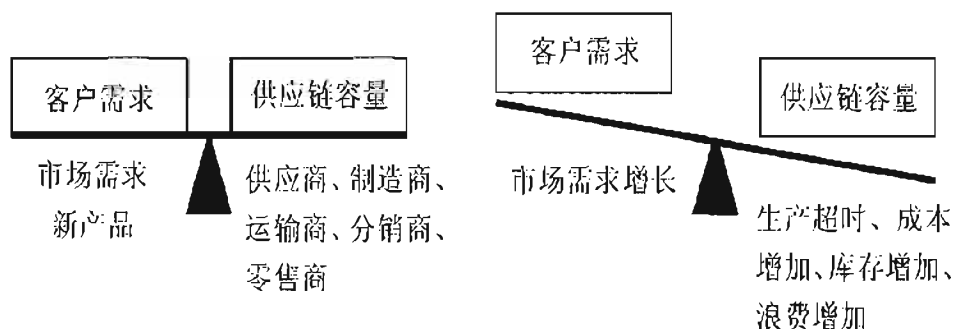 客户需求
供应链容量
市场需求
新产品
供应商、制造商、
运输商、分销商、
零售商
客户需求
供应链容量
市场需求增长
生产超时、成本
增加、库存增加、
浪费增加